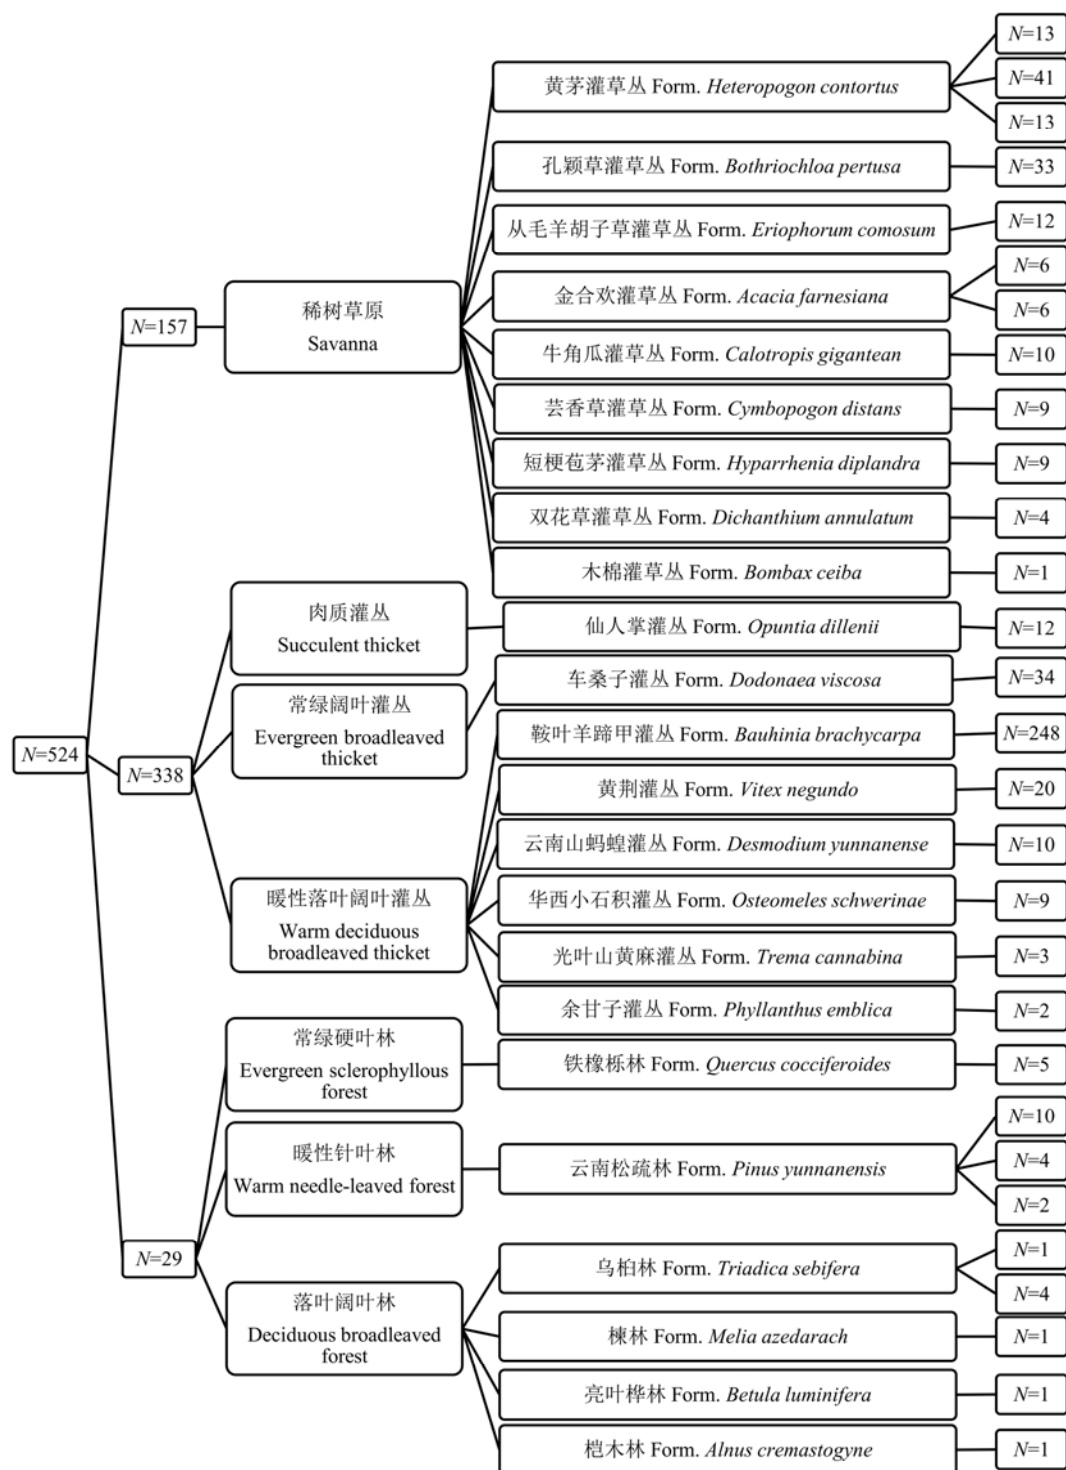 N=13
黄茅灌草丛 Form. Heteropogon contortus
N=41
N=13
孔颖草灌草丛 Form. Bothriochloa pertusa
N=33
从毛羊胡子草灌草丛 Form. Eriophorum comosum
N=12
金合欢灌草丛 Form. Acacia farnesiana
N=6
N=6
N=157
稀树草原
Savanna
牛角瓜灌草丛 Form. Calotropis gigantean
N=10
芸香草灌草丛 Form. Cymbopogon distans
N=9
短梗苞茅灌草丛 Form. Hyparrhenia diplandra
N=9
双花草灌草丛 Form. Dichanthium annulatum
N=4
木棉灌草丛 Form. Bombax ceiba
N=1
肉质灌丛
Succulent thicket
仙人掌灌丛 Form. Opuntia dillenii
N=12
常绿阔叶灌丛
Evergreen broadleaved
thicket
车桑子灌丛 Form. Dodonaea viscosa
N=34
N=524
N=338
鞍叶羊蹄甲灌丛 Form. Bauhinia brachycarpa
N=248
黄荆灌丛 Form. Vitex negundo
N=20
云南山蚂蝗灌丛 Form. Desmodium yunnanense
N=10
暖性落叶阔叶灌丛
Warm deciduous
broadleaved thicket
华西小石积灌丛 Form. Osteomeles schwerinae
N=9
光叶山黄麻灌丛 Form. Trema cannabina
N=3
余甘子灌丛 Form. Phyllanthus emblica
N=2
常绿硬叶林
Evergreen sclerophyllous
forest
铁橡栎林 Form. Quercus cocciferoides
N=5
暖性针叶林
Warm needle-leaved forest
云南松疏林 Form. Pinus yunnanensis
N=10
N=4
N=2
N=29
落叶阔叶林
Deciduous broadleaved
forest
乌桕林 Form. Triadica sebifera
N=1
N=4
楝林 Form. Melia azedarach
N=1
亮叶桦林 Form. Betula luminifera
N=1
桤木林 Form. Alnus cremastogyne
N=1